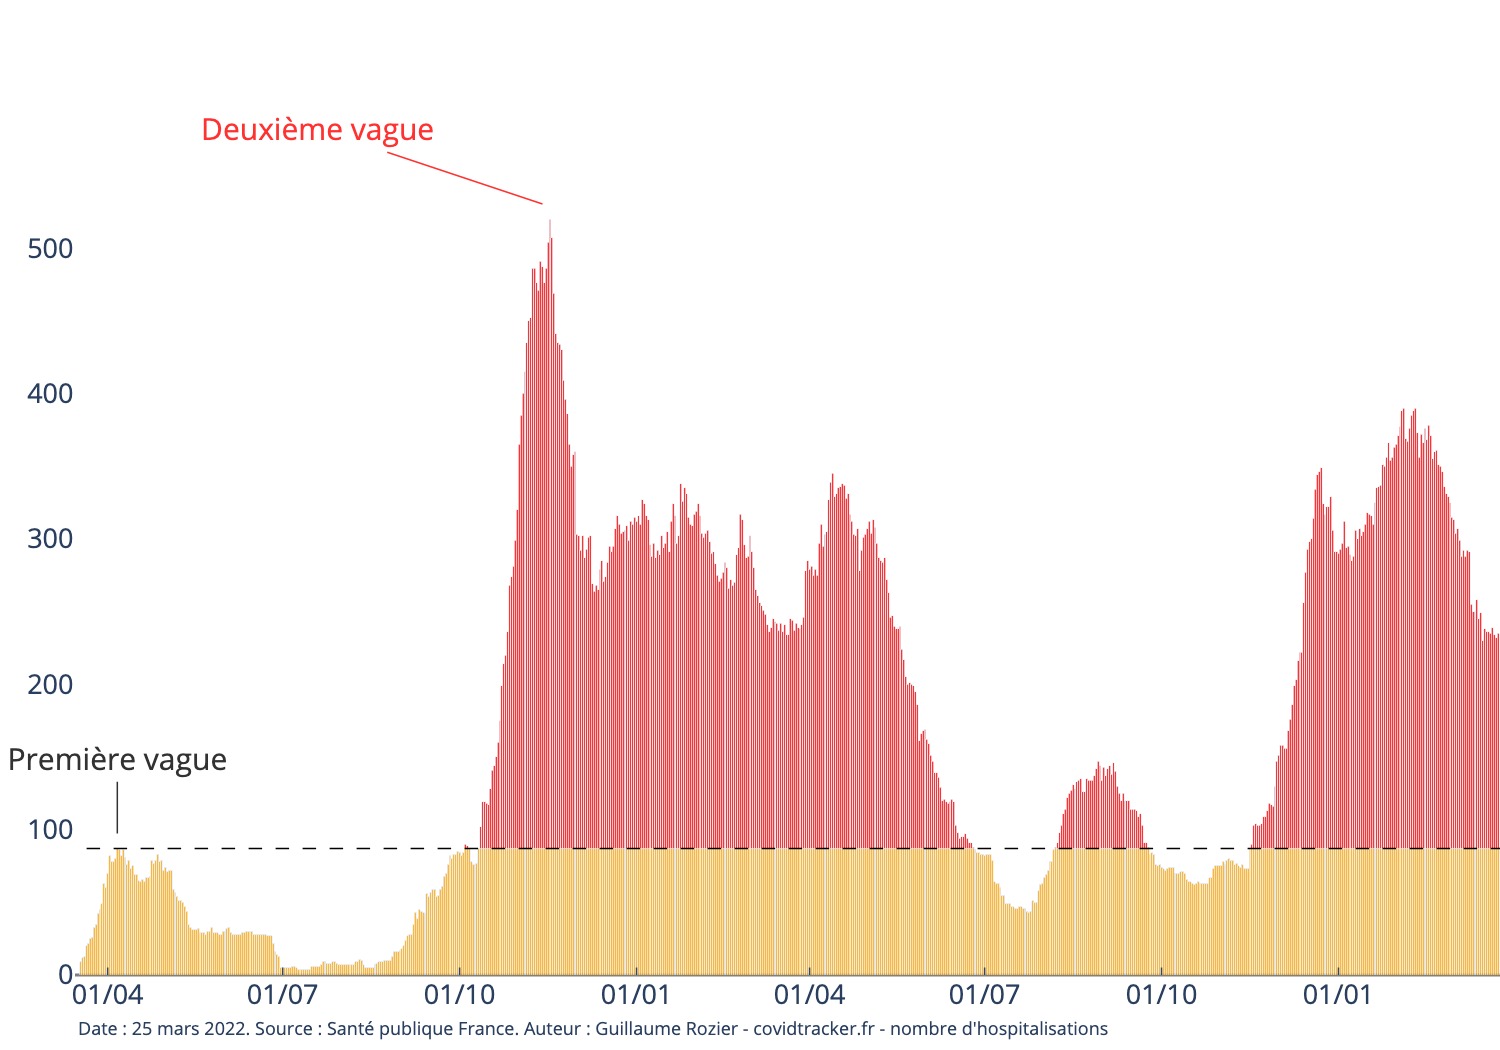 Deuxième vague
500
400
300
200
Première vague
100
0
01/04 01/07 01/10 01/01 01/04 01/07 01/10 01/01
Date : 25 mars 2022. Source : Santé publique France. Auteur : Guillaume Rozier - covidtracker.fr - nombre d'hospitalisations